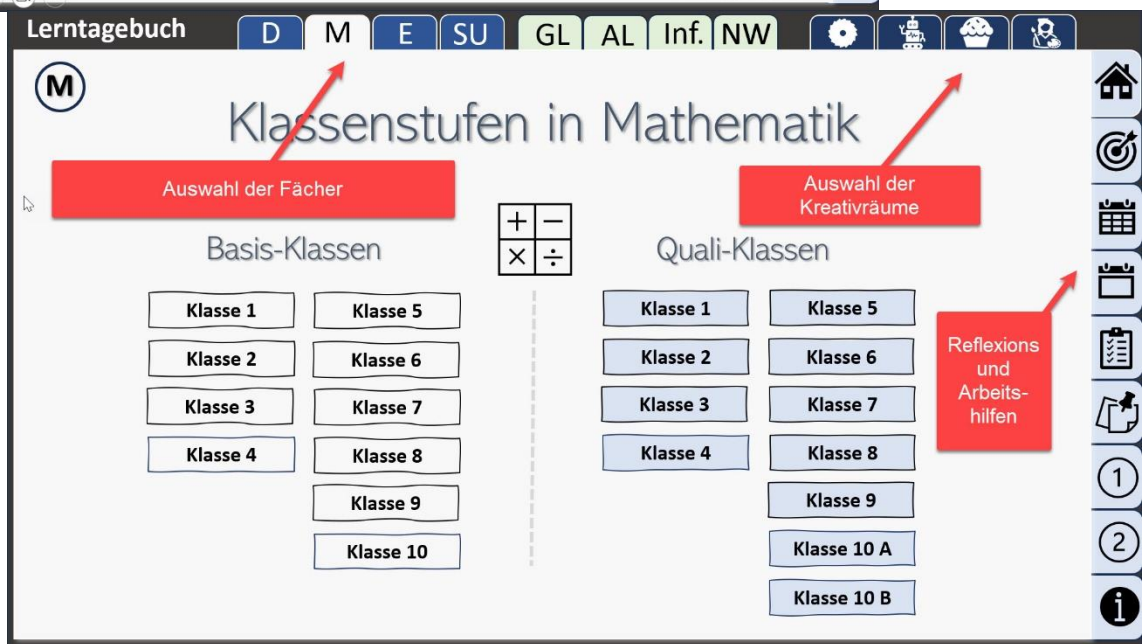 Lerntagebuch
D
M
E
SU
GL
AL
Inf.
NW
M
Klassenstufen in Mathematik
Auswahl der Fächer
Auswahl der
Kreativräume
+ −
× ÷
Basis-Klassen
Klasse 1
Klasse 5
Klasse 2
Klasse 6
Klasse 3
Klasse 7
Klasse 4
Klasse 8
Klasse 9
Klasse 10
Quali-Klassen
Klasse 1
Klasse 5
Klasse 2
Klasse 6
Klasse 3
Klasse 7
Klasse 4
Klasse 8
Klasse 9
Klasse 10 A
Klasse 10 B
Reflexions
und
Arbeits-
hilfen
1
2
i